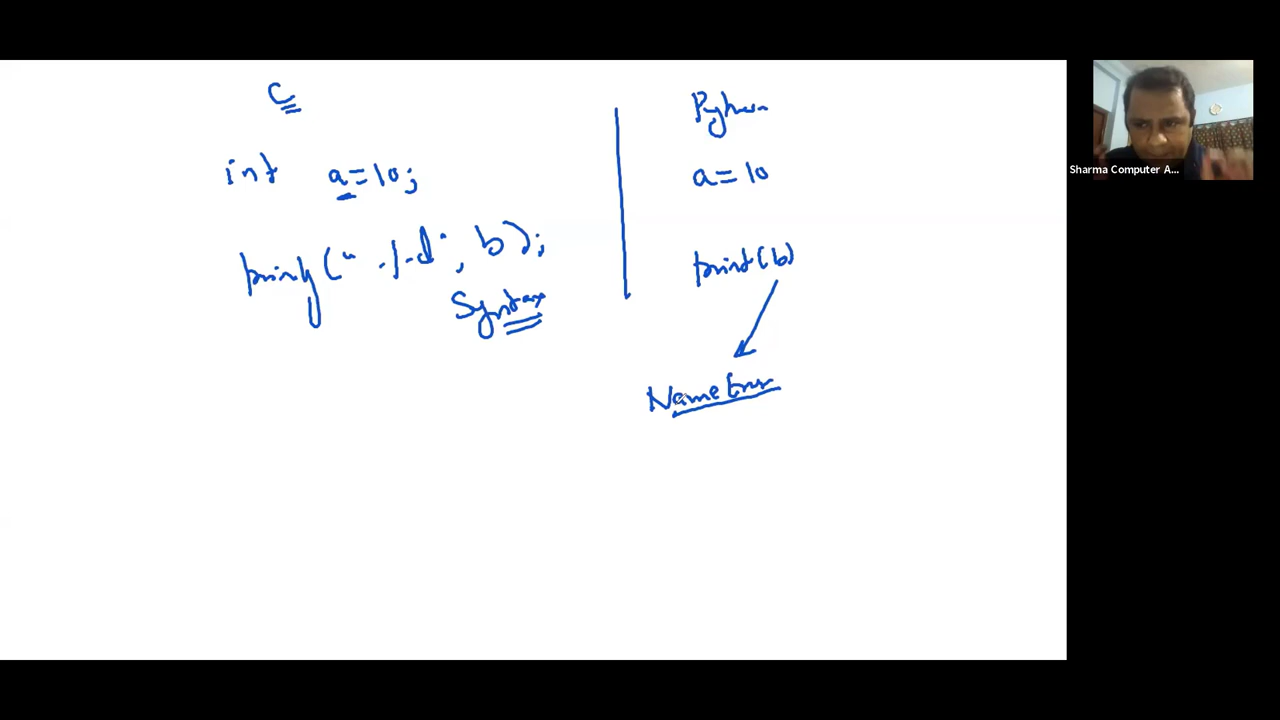 C
int a=10;
printf("%d", b);
Syntax
Python
a=10
print(b)
NameError
Sharma Computer A...